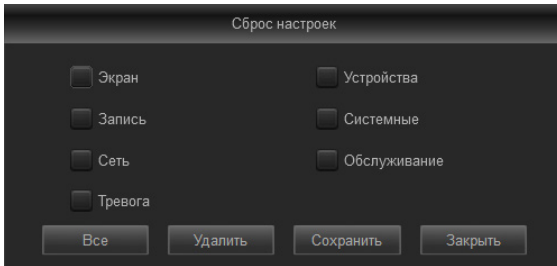 Сброс настроек
Экран Устройства
Запись Системные
Сеть Обслуживание
Тревога
Все Удалить Сохранить Закрыть